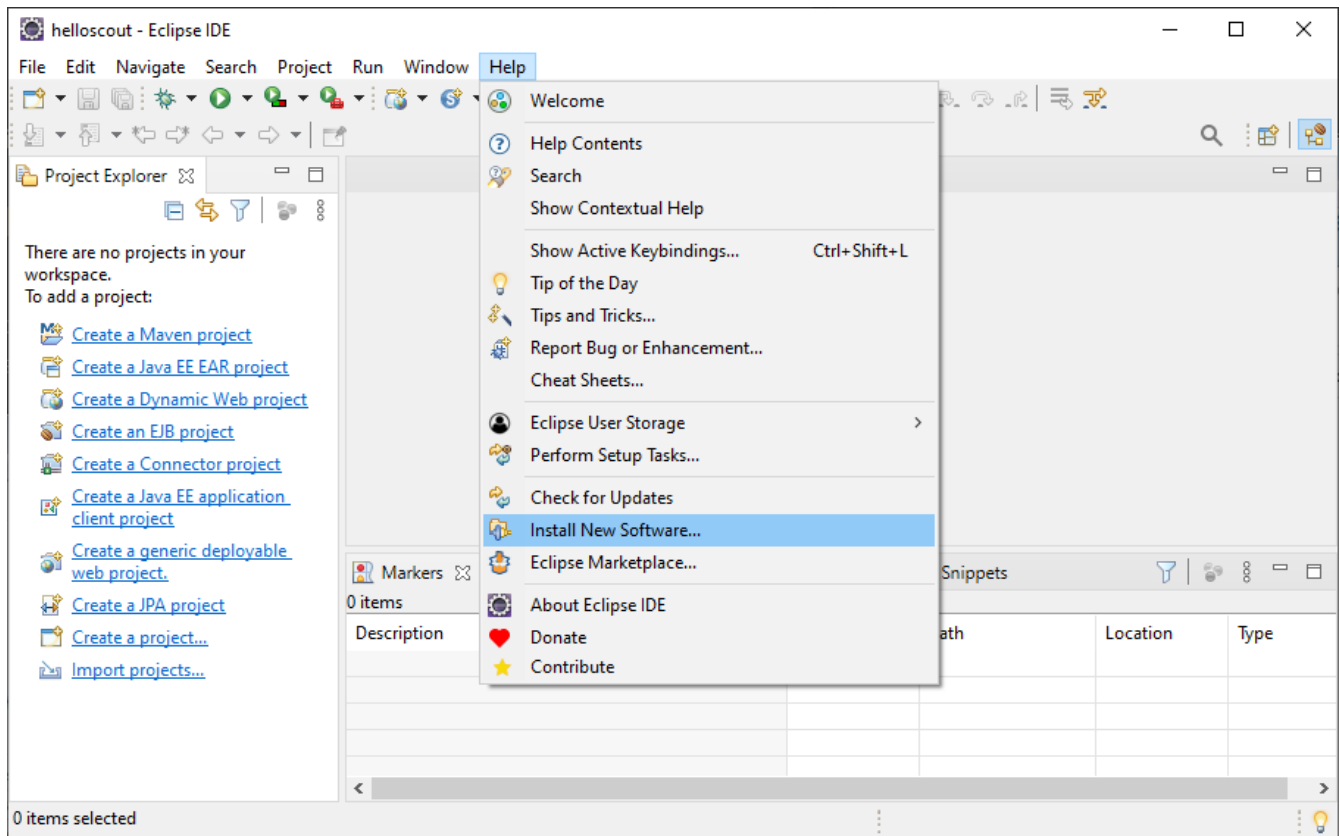 helloscout - Eclipse IDE
File Edit Navigate Search Project Run Window Help
Welcome
Help Contents
Search
Show Contextual Help
Show Active Keybindings... Ctrl+Shift+L
Tip of the Day
Tips and Tricks...
Report Bug or Enhancement...
Cheat Sheets...
Eclipse User Storage
Perform Setup Tasks...
Check for Updates
Install New Software...
Eclipse Marketplace...
About Eclipse IDE
Donate
Contribute
Project Explorer
There are no projects in your
workspace.
To add a project:
Create a Maven project
Create a Java EE EAR project
Create a Dynamic Web project
Create an EJB project
Create a Connector project
Create a Java EE application
client project
Create a generic deployable
web project.
Create a JPA project
Create a project...
Import projects...
Markers Snippets
0 items
Description ath Location Type
0 items selected